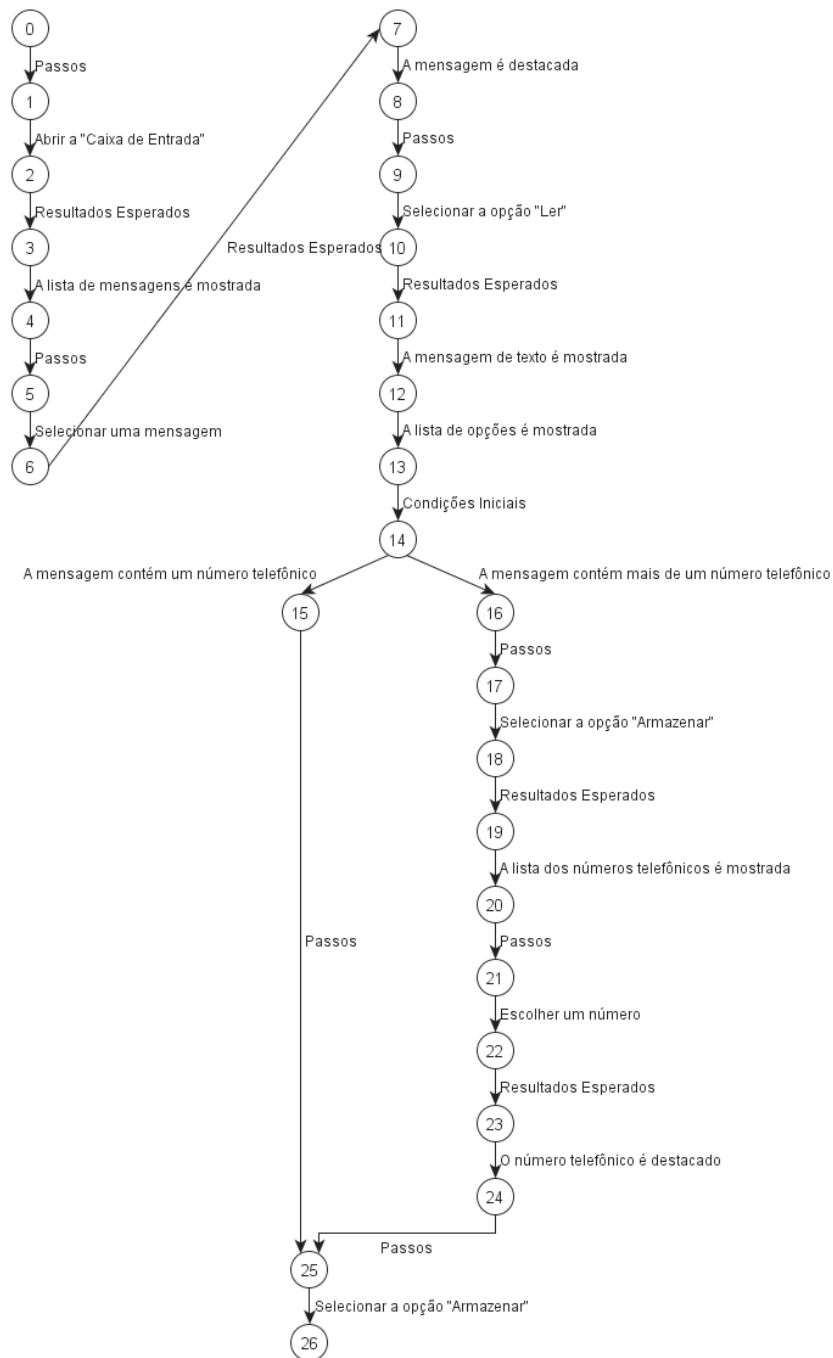 0
Passos
1
Abrir a "Caixa de Entrada"
2
Resultados Esperados
3
A lista de mensagens é mostrada
4
Passos
5
Selecionar uma mensagem
6
Resultados Esperados
7
A mensagem é destacada
8
Passos
9
Selecionar a opção "Ler"
10
Resultados Esperados
11
A mensagem de texto é mostrada
12
A lista de opções é mostrada
13
Condições Iniciais
14
A mensagem contém um número telefônico
15
Passos
A mensagem contém mais de um número telefônico
16
Passos
17
Selecionar a opção "Armazenar"
18
Resultados Esperados
19
A lista dos números telefônicos é mostrada
20
Passos
21
Escolher um número
22
Resultados Esperados
23
O número telefônico é destacado
24
Passos
25
Selecionar a opção "Armazenar"
26